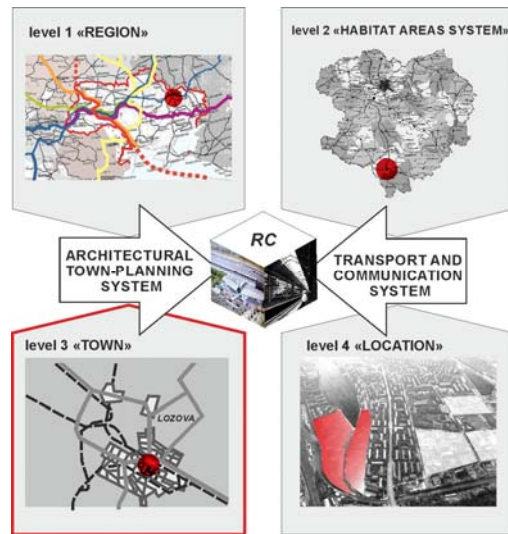 level 1 «REGION»
level 2 «HABITAT AREAS SYSTEM»
ARCHITECTURAL
TOWN-PLANNING
SYSTEM
RC
TRANSPORT AND
COMMUNICATION
SYSTEM
level 3 «TOWN»
LOZOVA
level 4 «LOCATION»